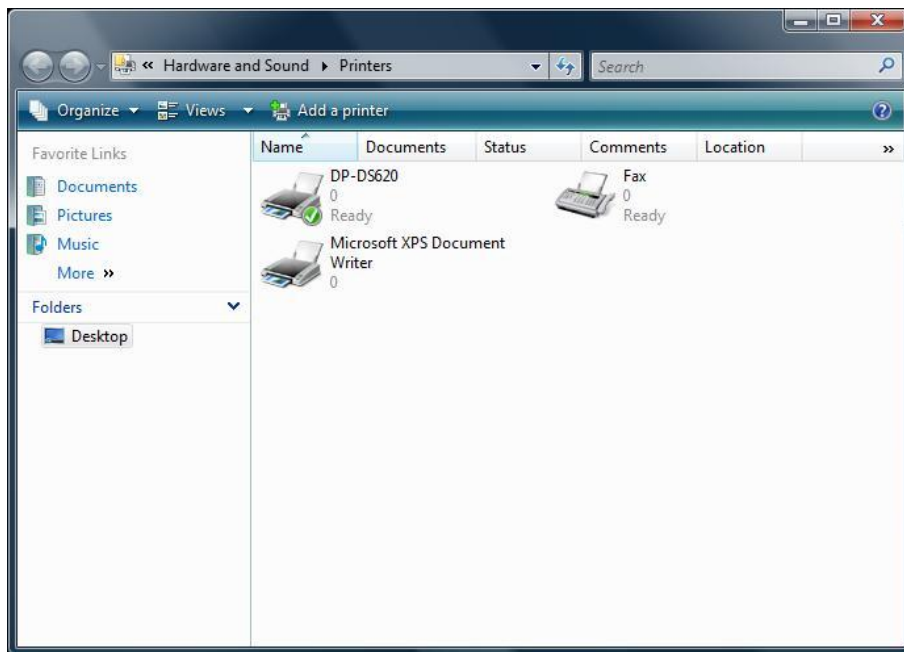 « Hardware and Sound ▸ Printers
Search
Organize Views Add a printer
Favorite Links
Documents
Pictures
Music
More »
Folders
Desktop
Name Documents Status Comments Location »
DP-DS620
0
Ready
Fax
0
Ready
Microsoft XPS Document
Writer
0